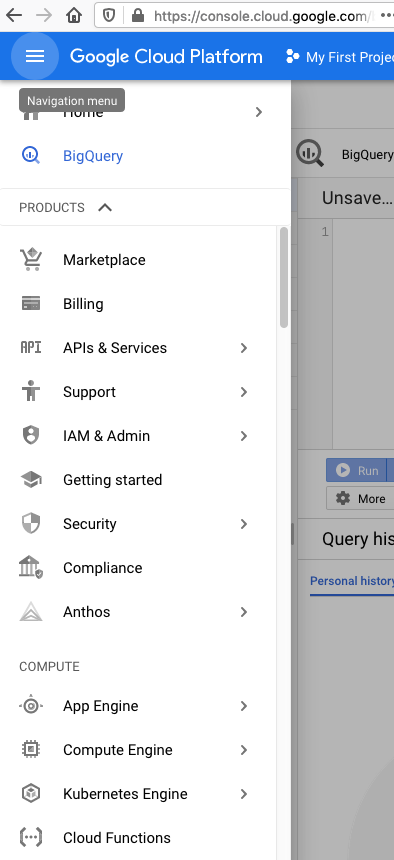 https://console.cloud.google.com/
Google Cloud Platform
My First Proje
Navigation menu
Home
BigQuery
BigQuery
PRODUCTS
Unsave...
1
Marketplace
Billing
API
APIs & Services
Support
IAM & Admin
Getting started
Run
Security
More
Query his
Compliance
Personal history
Anthos
COMPUTE
App Engine
Compute Engine
Kubernetes Engine
Cloud Functions